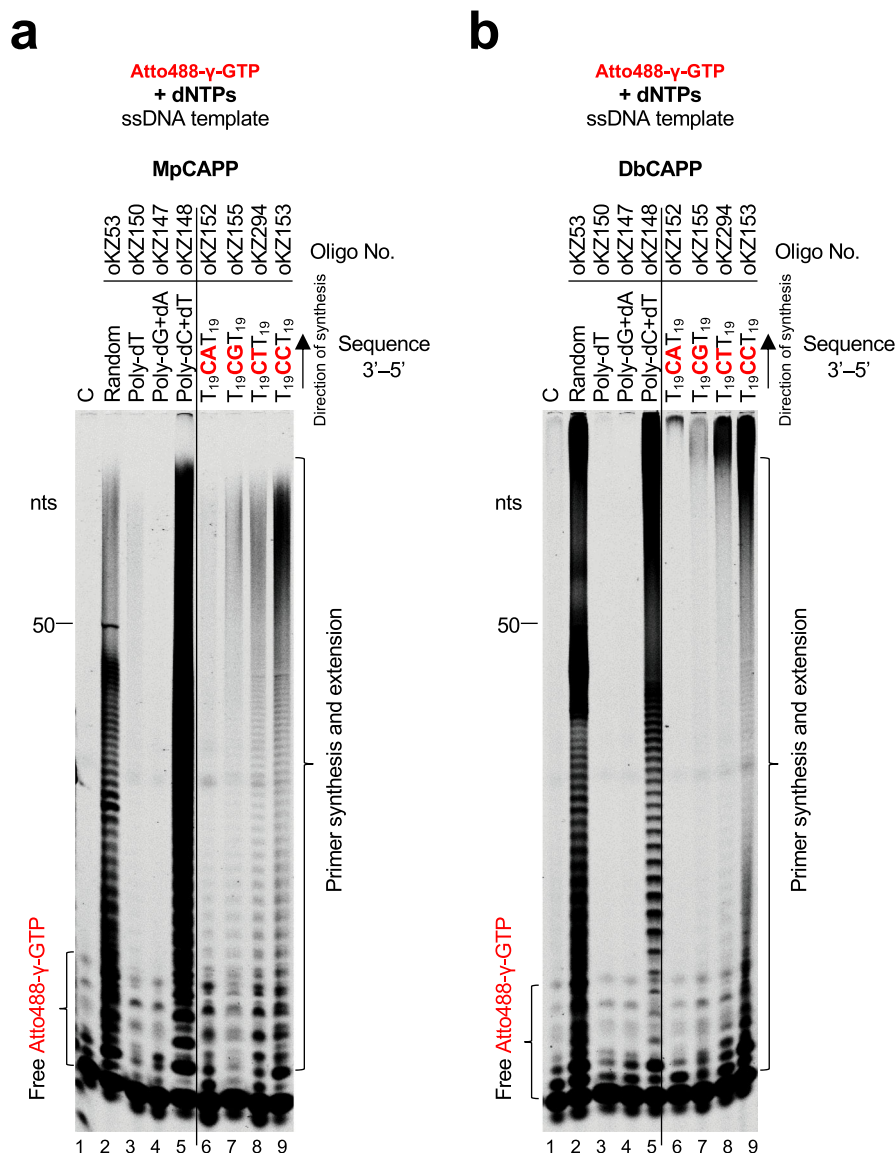 a
Atto488-γ-GTP
+ dNTPs
ssDNA template
MpCAPP
oKZ53
oKZ150
oKZ147
oKZ148
oKZ152
oKZ155
oKZ294
oKZ153
Oligo No.
C
Random
Poly-dT
Poly-dG+dA
Poly-dC+dT
T19CAT19
T19CGT19
T19CTT19
T19CCT19
Direction of synthesis
Sequence
3’–5’
nts
50
Free Atto488-γ-GTP
Primer synthesis and extension
1 2 3 4 5 6 7 8 9
b
Atto488-γ-GTP
+ dNTPs
ssDNA template
DbCAPP
oKZ53
oKZ150
oKZ147
oKZ148
oKZ152
oKZ155
oKZ294
oKZ153
Oligo No.
C
Random
Poly-dT
Poly-dG+dA
Poly-dC+dT
T19CAT19
T19CGT19
T19CTT19
T19CCT19
Direction of synthesis
Sequence
3’–5’
nts
50
Free Atto488-γ-GTP
Primer synthesis and extension
1 2 3 4 5 6 7 8 9